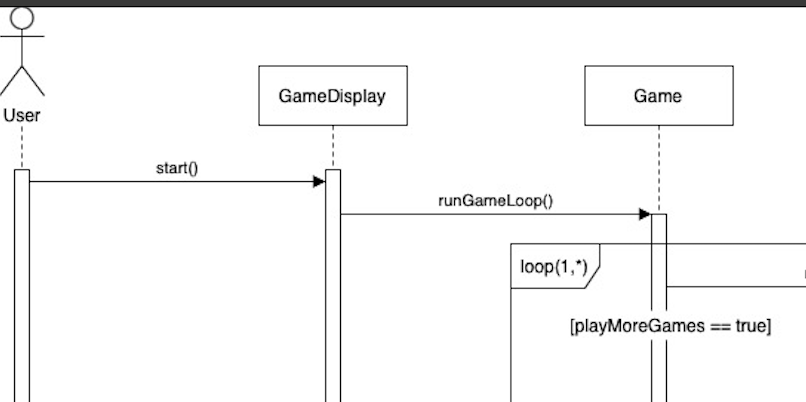 User
GameDisplay
Game
start()
runGameLoop()
loop(1,*)
[playMoreGames == true]